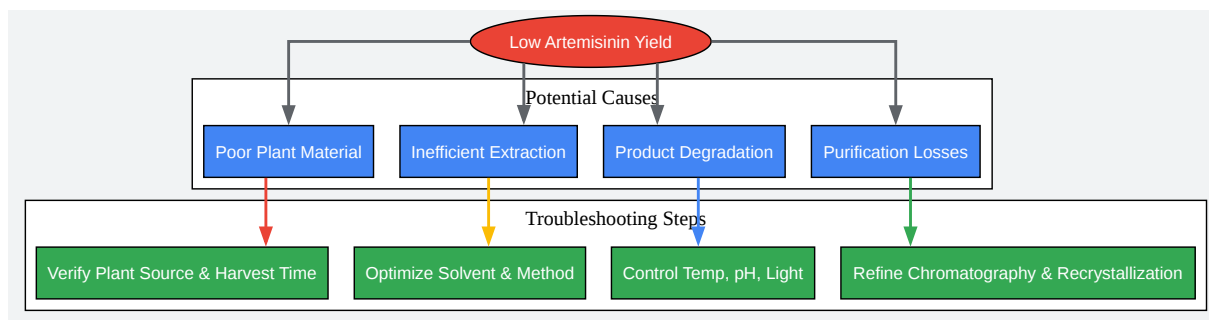 Low Artemisinin Yield
Potential Causes
Poor Plant Material
Inefficient Extraction
Product Degradation
Purification Losses
Troubleshooting Steps
Verify Plant Source & Harvest Time
Optimize Solvent & Method
Control Temp, pH, Light
Refine Chromatography & Recrystallization